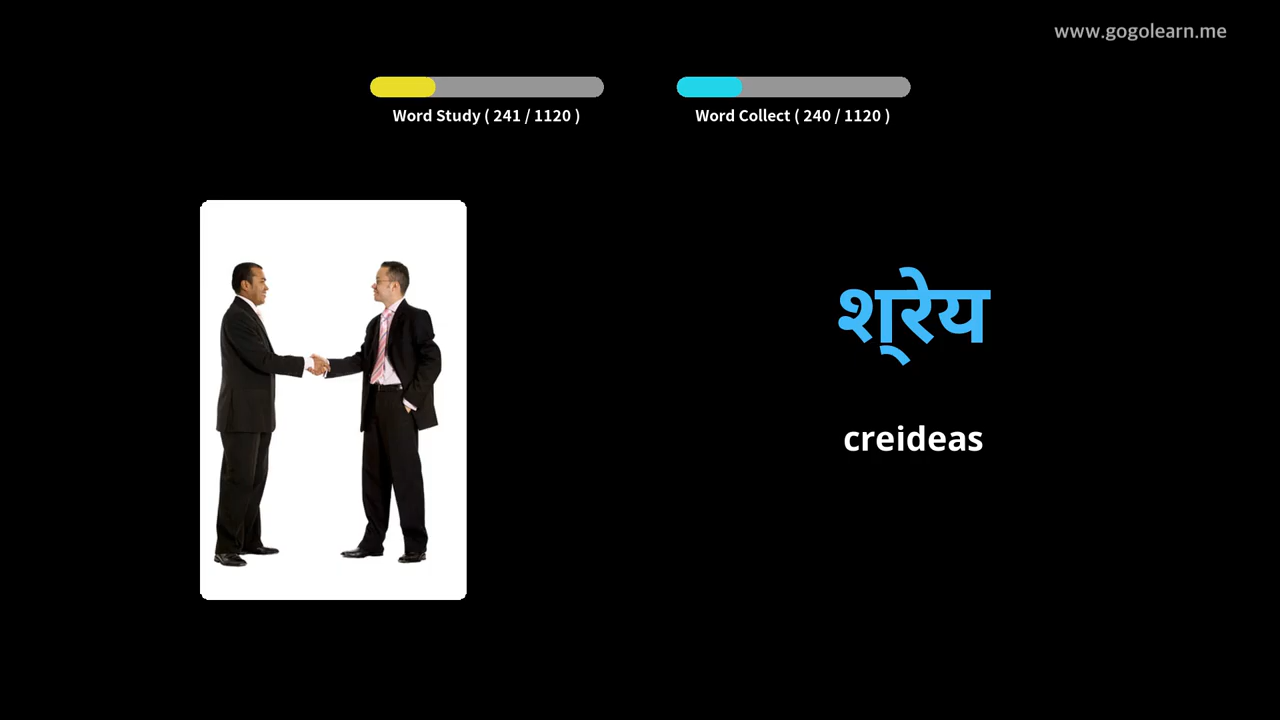 www.gogolearn.me
Word Study ( 241 / 1120 )
Word Collect ( 240 / 1120 )
श्रेय
creideas